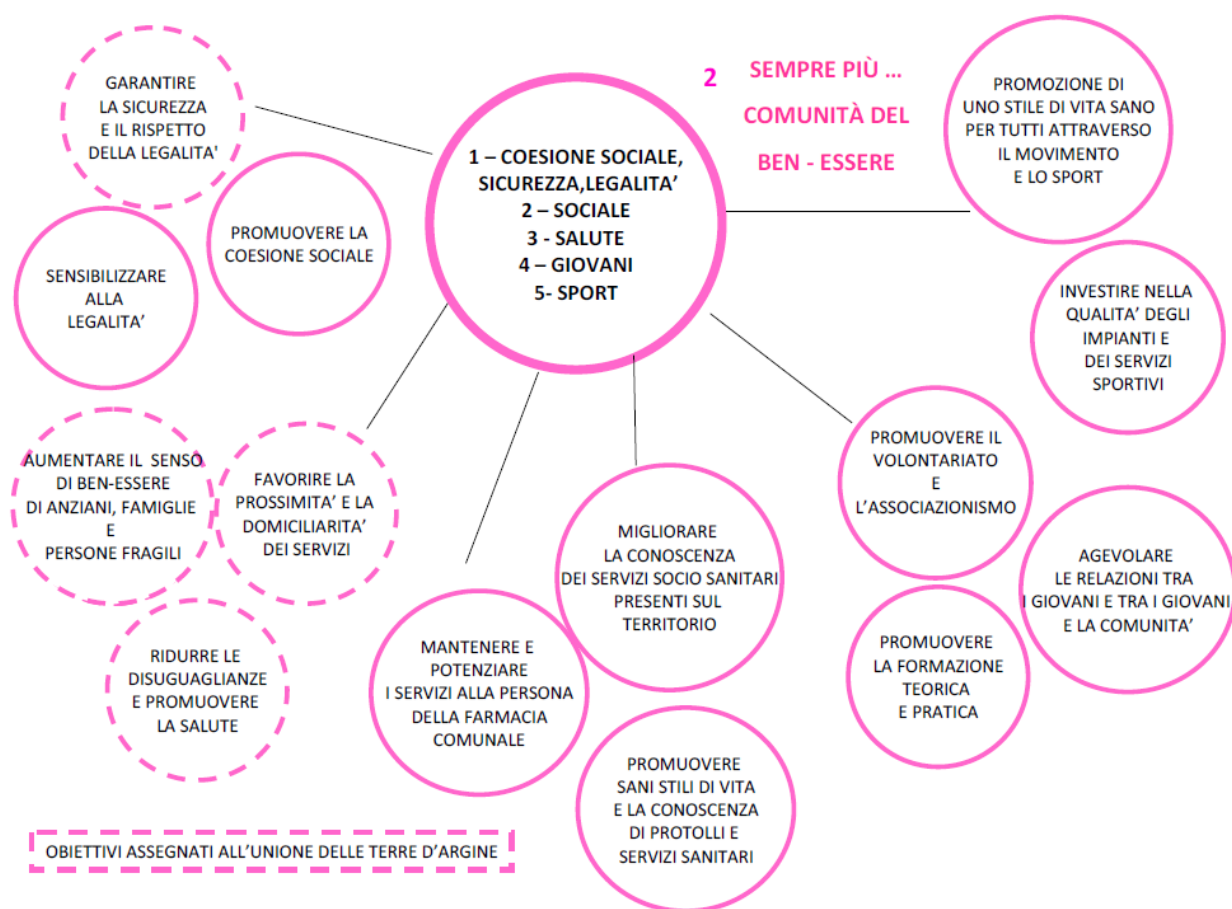 GARANTIRE
LA SICUREZZA
E IL RISPETTO
DELLA LEGALITA'
PROMUOVERE LA
COESIONE SOCIALE
SENSIBILIZZARE
ALLA
LEGALITA’
1 – COESIONE SOCIALE,
SICUREZZA,LEGALITA’
2 – SOCIALE
3 - SALUTE
4 – GIOVANI
5- SPORT
2 SEMPRE PIÙ ...
COMUNITÀ DEL
BEN - ESSERE
PROMOZIONE DI
UNO STILE DI VITA SANO
PER TUTTI ATTRAVERSO
IL MOVIMENTO
E LO SPORT
INVESTIRE NELLA
QUALITA’ DEGLI
IMPIANTI E
DEI SERVIZI
SPORTIVI
AUMENTARE IL SENSO
DI BEN-ESSERE
DI ANZIANI, FAMIGLIE
E
PERSONE FRAGILI
FAVORIRE LA
PROSSIMITA’ E LA
DOMICILIARITA’
DEI SERVIZI
RIDURRE LE
DISUGUAGLIANZE
E PROMUOVERE
LA SALUTE
MANTENERE E
POTENZIARE
I SERVIZI ALLA PERSONA
DELLA FARMACIA
COMUNALE
MIGLIORARE
LA CONOSCENZA
DEI SERVIZI SOCIO SANITARI
PRESENTI SUL
TERRITORIO
PROMUOVERE
SANI STILI DI VITA
E LA CONOSCENZA
DI PROTOLLI E
SERVIZI SANITARI
PROMUOVERE IL
VOLONTARIATO
E
L’ASSOCIAZIONISMO
AGEVOLARE
LE RELAZIONI TRA
I GIOVANI E TRA I GIOVANI
E LA COMUNITA’
PROMUOVERE
LA FORMAZIONE
TEORICA
E PRATICA
OBIETTIVI ASSEGNATI ALL’UNIONE DELLE TERRE D’ARGINE